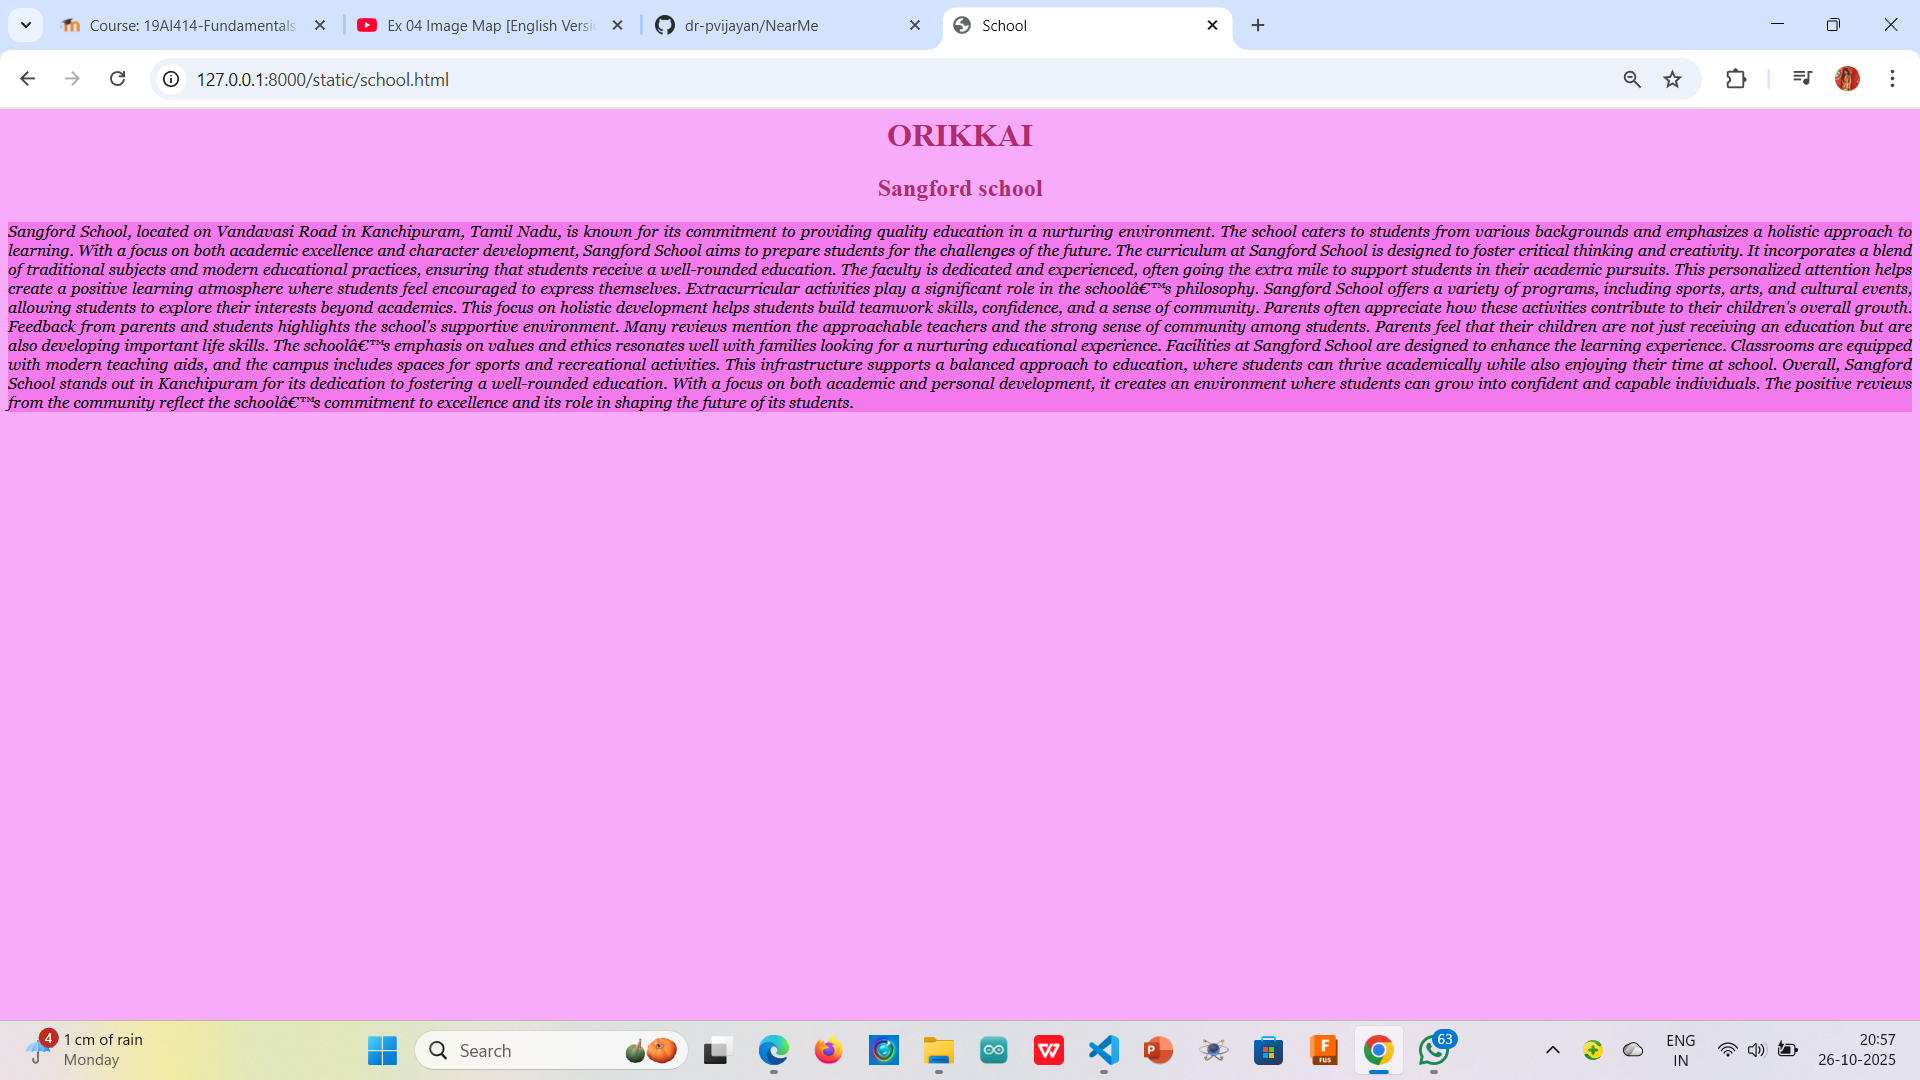 Course: 19AI414-Fundamentals
Ex 04 Image Map [English Versi
dr-pvijayan/NearMe
School
127.0.0.1:8000/static/school.html
ORIKKAI
Sangford school
Sangford School, located on Vandavasi Road in Kanchipuram, Tamil Nadu, is known for its commitment to providing quality education in a nurturing environment. The school caters to students from various backgrounds and emphasizes a holistic approach to
learning. With a focus on both academic excellence and character development, Sangford School aims to prepare students for the challenges of the future. The curriculum at Sangford School is designed to foster critical thinking and creativity. It incorporates a blend
of traditional subjects and modern educational practices, ensuring that students receive a well-rounded education. The faculty is dedicated and experienced, often going the extra mile to support students in their academic pursuits. This personalized attention helps
create a positive learning atmosphere where students feel encouraged to express themselves. Extracurricular activities play a significant role in the schoolâ€™s philosophy. Sangford School offers a variety of programs, including sports, arts, and cultural events,
allowing students to explore their interests beyond academics. This focus on holistic development helps students build teamwork skills, confidence, and a sense of community. Parents often appreciate how these activities contribute to their children's overall growth.
Feedback from parents and students highlights the school's supportive environment. Many reviews mention the approachable teachers and the strong sense of community among students. Parents feel that their children are not just receiving an education but are
also developing important life skills. The schoolâ€™s emphasis on values and ethics resonates well with families looking for a nurturing educational experience. Facilities at Sangford School are designed to enhance the learning experience. Classrooms are equipped
with modern teaching aids, and the campus includes spaces for sports and recreational activities. This infrastructure supports a balanced approach to education, where students can thrive academically while also enjoying their time at school. Overall, Sangford
School stands out in Kanchipuram for its dedication to fostering a well-rounded education. With a focus on both academic and personal development, it creates an environment where students can grow into confident and capable individuals. The positive reviews
from the community reflect the schoolâ€™s commitment to excellence and its role in shaping the future of its students.
4
1 cm of rain
Monday
Search
63
ENG
IN
20:57
26-10-2025